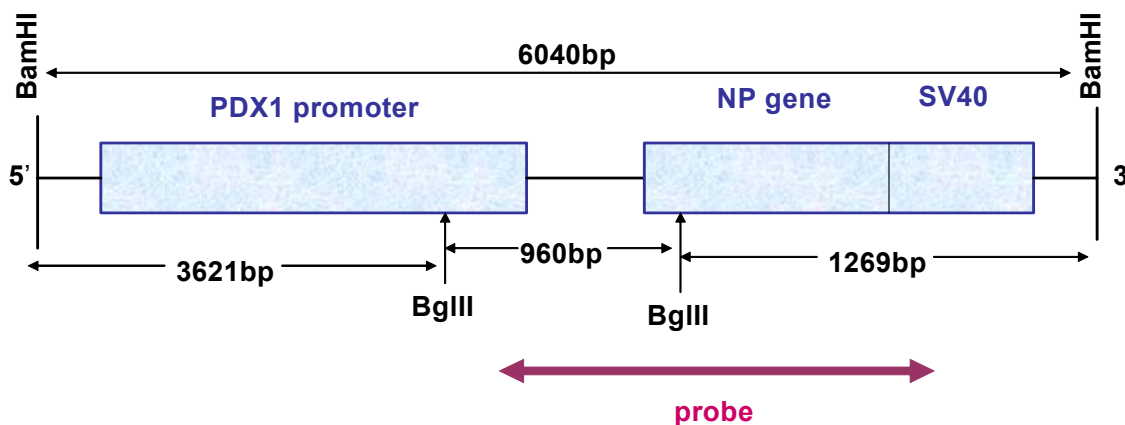 BamHI
6040bp
BamHI
PDX1 promoter
NP gene
SV40
5’
3
3621bp
960bp
1269bp
BglII
BglII
probe